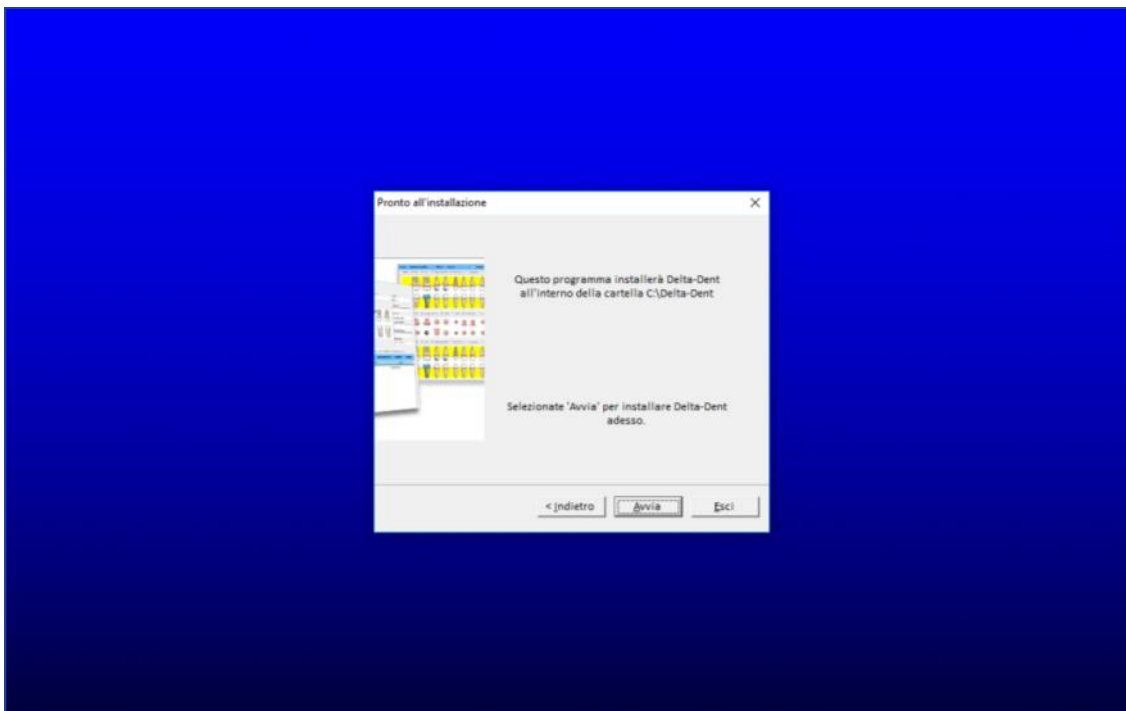 Pronto all'installazione
Questo programma installerà Delta-Dent
all'interno della cartella C:\Delta-Dent
Selezionate 'Avvia' per installare Delta-Dent
adesso.
< Indietro
Avvia
Esci